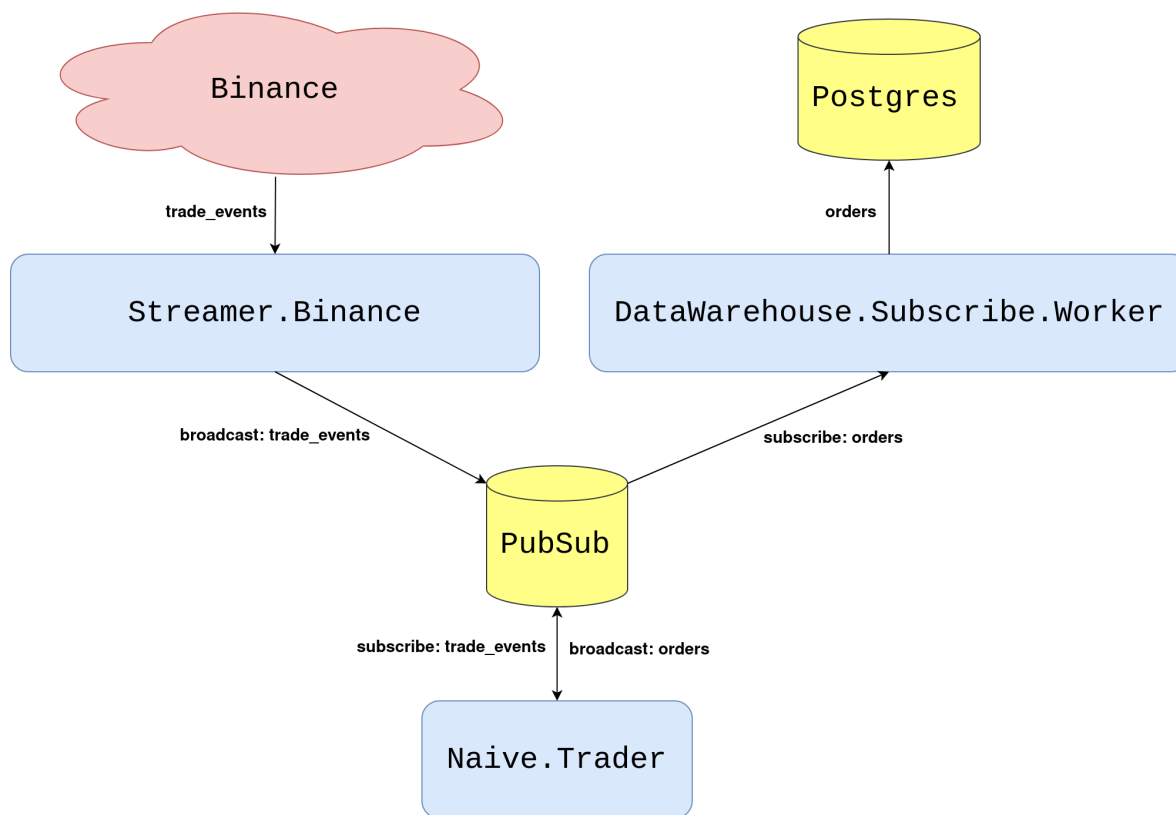 Binance
Postgres
trade_events
orders
Streamer.Binance
DataWarehouse.Subscribe.Worker
broadcast: trade_events
subscribe: orders
PubSub
subscribe: trade_events
broadcast: orders
Naive.Trader